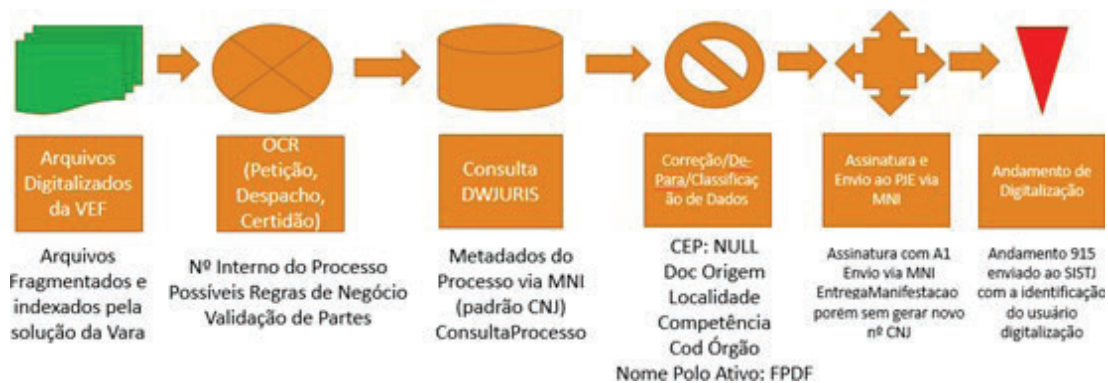 Arquivos
Digitalizados
da VEF
OCR
(Petição,
Despacho,
Certidão)
Consulta
DWJURIS
Correção/De-
Para/Classificaç
ão de Dados
Assinatura e
Envio ao PJE via
MNI
Andamento de
Digitalização
Arquivos
Fragmentados e
indexados pela
solução da Vara
Nº Interno do Processo
Possíveis Regras de Negócio
Validação de Partes
Metadados do
Processo via MNI
(padrão CNJ)
ConsultaProcesso
CEP: NULL
Doc Origem
Localidade
Competência
Cod Órgão
Nome Polo Ativo: FPDF
Assinatura com A1
Envio via MNI
EntregaManifestacao
porém sem gerar novo
nº CNJ
Andamento 915
enviado ao SISTJ
com a identificação
do usuário
digitalização